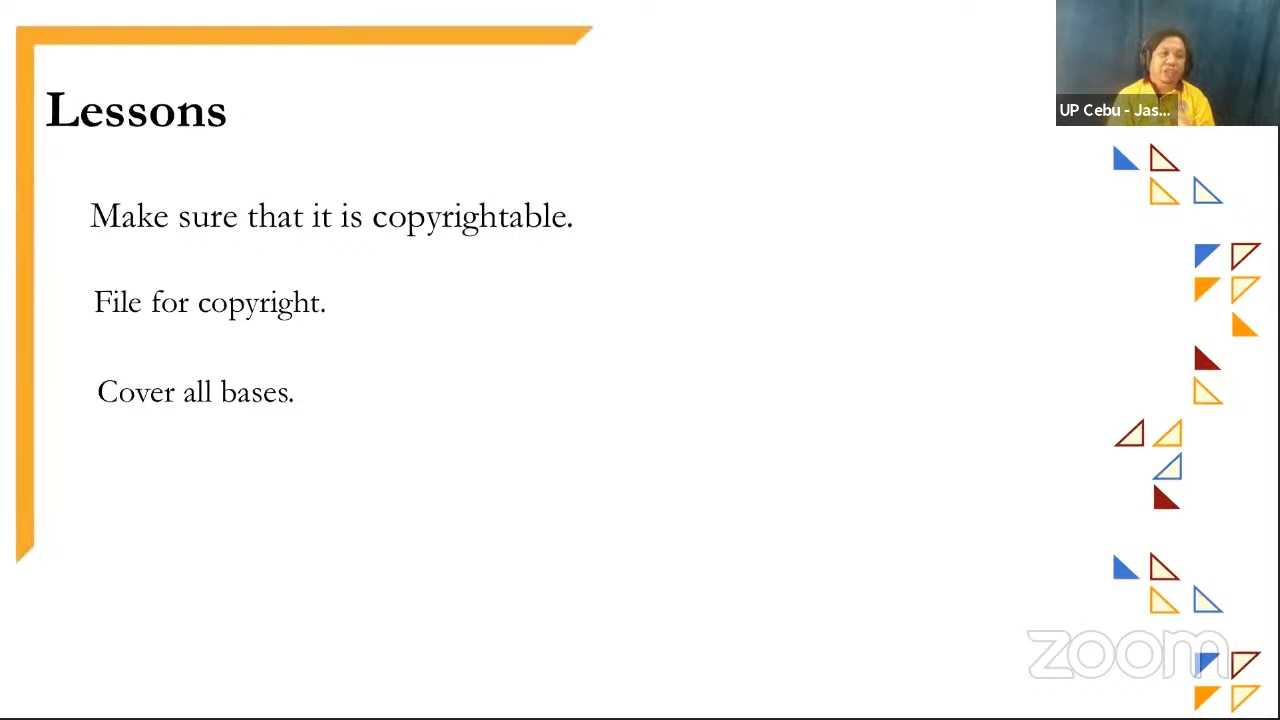 UP Cebu - Jas...
Lessons
Make sure that it is copyrightable.
File for copyright.
Cover all bases.
zoom